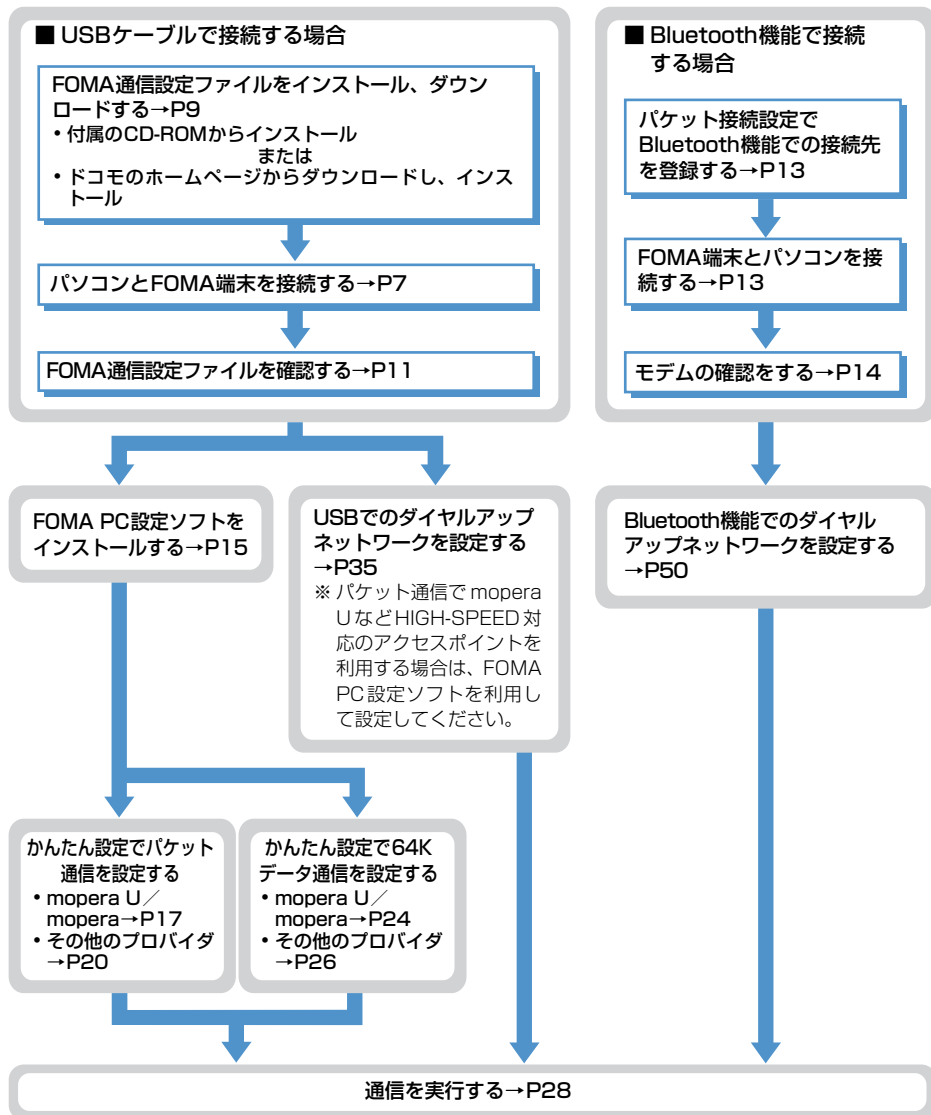 ■ USBケーブルで接続する場合
FOMA通信設定ファイルをインストール、ダウン
ロードする→P9
• 付属のCD-ROMからインストール
または
• ドコモのホームページからダウンロードし、インス
トール
パソコンとFOMA端末を接続する→P7
FOMA通信設定ファイルを確認する→P11
■ Bluetooth機能で接続
する場合
パケット接続設定で
Bluetooth機能での接続先
を登録する→P13
FOMA端末とパソコンを接
続する→P13
モデムの確認をする→P14
FOMA PC設定ソフトを
インストールする→P15
USBでのダイヤルアップ
ネットワークを設定する
→P35
※ パケット通信で mopera
UなどHIGH-SPEED対
応のアクセスポイントを
利用する場合は、FOMA
PC設定ソフトを利用し
て設定してください。
Bluetooth機能でのダイヤル
アップネットワークを設定する
→P50
かんたん設定でパケット
通信を設定する
• mopera U／
mopera→P17
• その他のプロバイダ
→P20
かんたん設定で64K
データ通信を設定する
• mopera U／
mopera→P24
• その他のプロバイダ
→P26
通信を実行する→P28